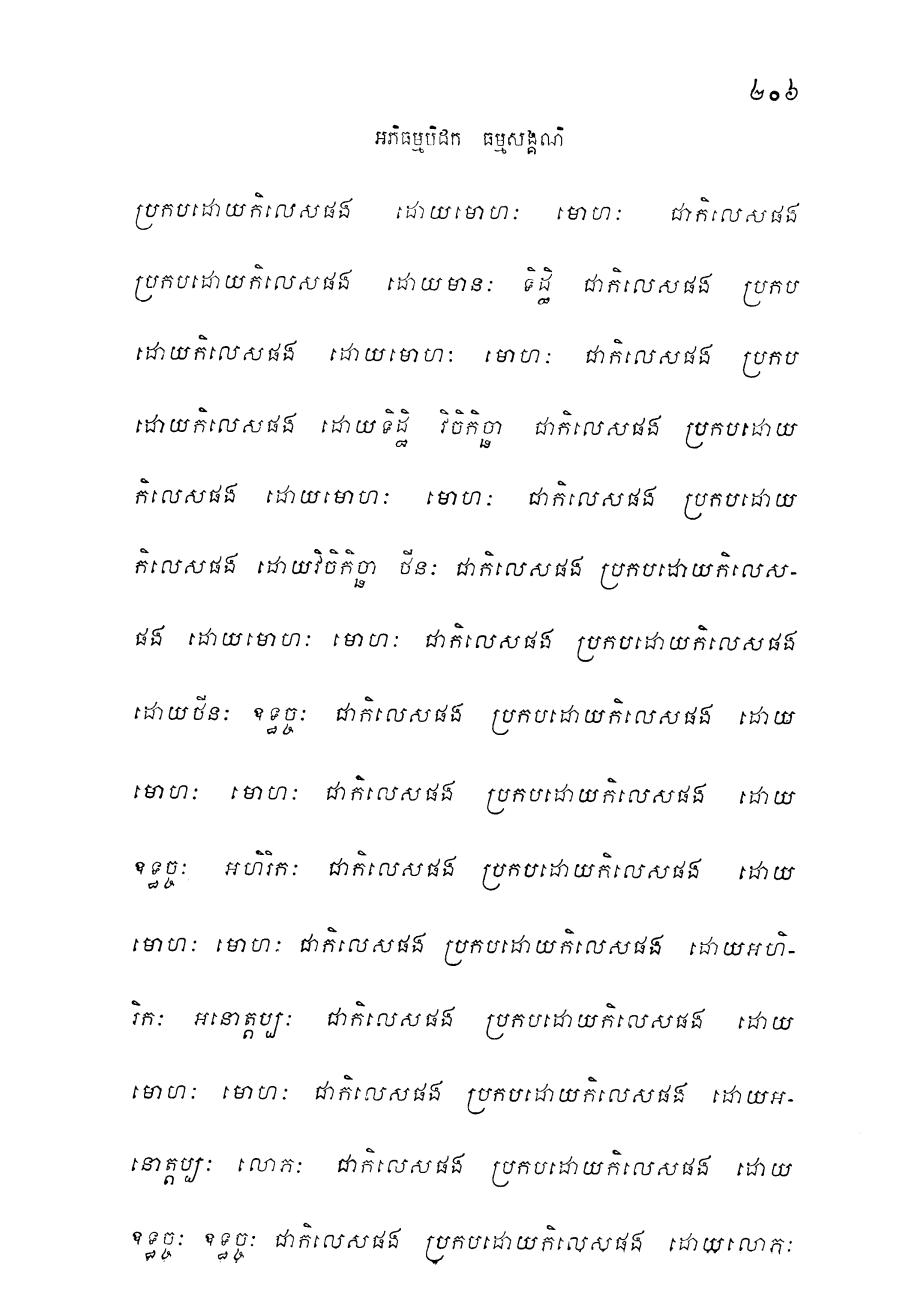 ២០៦
អភិធម្មបិដក ធម្មសង្គណី
ប្រកបដោយកិលេសផង ដោយមោហៈ មោហៈ ជាកិលេសផង
ប្រកបដោយកិលេសផង ដោយមានៈ ទិដ្ឋិ ជាកិលេសផង ប្រកប
ដោយកិលេសផង ដោយមោហៈ មោហៈ ជាកិលេសផង ប្រកប
ដោយកិលេសផង ដោយទិដ្ឋិ វិចិកិច្ឆា ជាកិលេសផង ប្រកបដោយ
កិលេសផង ដោយមោហៈ មោហៈ ជាកិលេសផង ប្រកបដោយ
កិលេសផង ដោយវិចិកិច្ឆា ថីនៈ ជាកិលេសផង ប្រកបដោយកិលេស-
ផង ដោយមោហៈ មោហៈ ជាកិលេសផង ប្រកបដោយកិលេសផង
ដោយថីនៈ ឧទ្ធច្ចៈ ជាកិលេសផង ប្រកបដោយកិលេសផង ដោយ
មោហៈ មោហៈ ជាកិលេសផង ប្រកបដោយកិលេសផង ដោយ
ឧទ្ធច្ចៈ អហិរិកៈ ជាកិលេសផង ប្រកបដោយកិលេសផង ដោយ
មោហៈ មោហៈ ជាកិលេសផង ប្រកបដោយកិលេសផង ដោយអហិ-
រិកៈ អនោត្តប្បៈ ជាកិលេសផង ប្រកបដោយកិលេសផង ដោយ
មោហៈ មោហៈ ជាកិលេសផង ប្រកបដោយកិលេសផង ដោយអ-
នោត្តប្បៈ លោភៈ ជាកិលេសផង ប្រកបដោយកិលេសផង ដោយ
ឧទ្ធច្ចៈ ឧទ្ធច្ចៈ ជាកិលេសផង ប្រកបដោយកិលេសផង ដោយលោភៈ